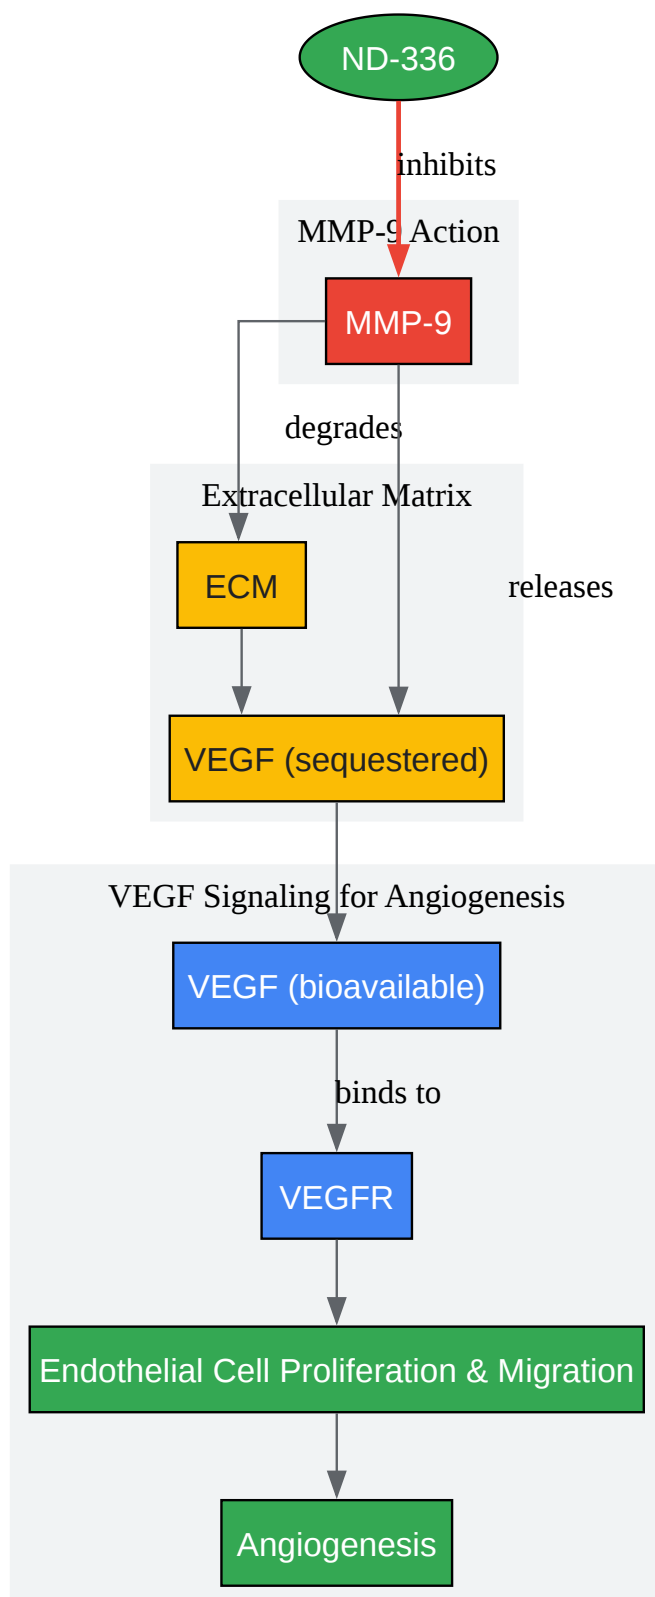 ND-336
inhibits
MMP-9 Action
MMP-9
degrades
Extracellular Matrix
ECM
releases
VEGF (sequestered)
VEGF Signaling for Angiogenesis
VEGF (bioavailable)
binds to
VEGFR
Endothelial Cell Proliferation & Migration
Angiogenesis